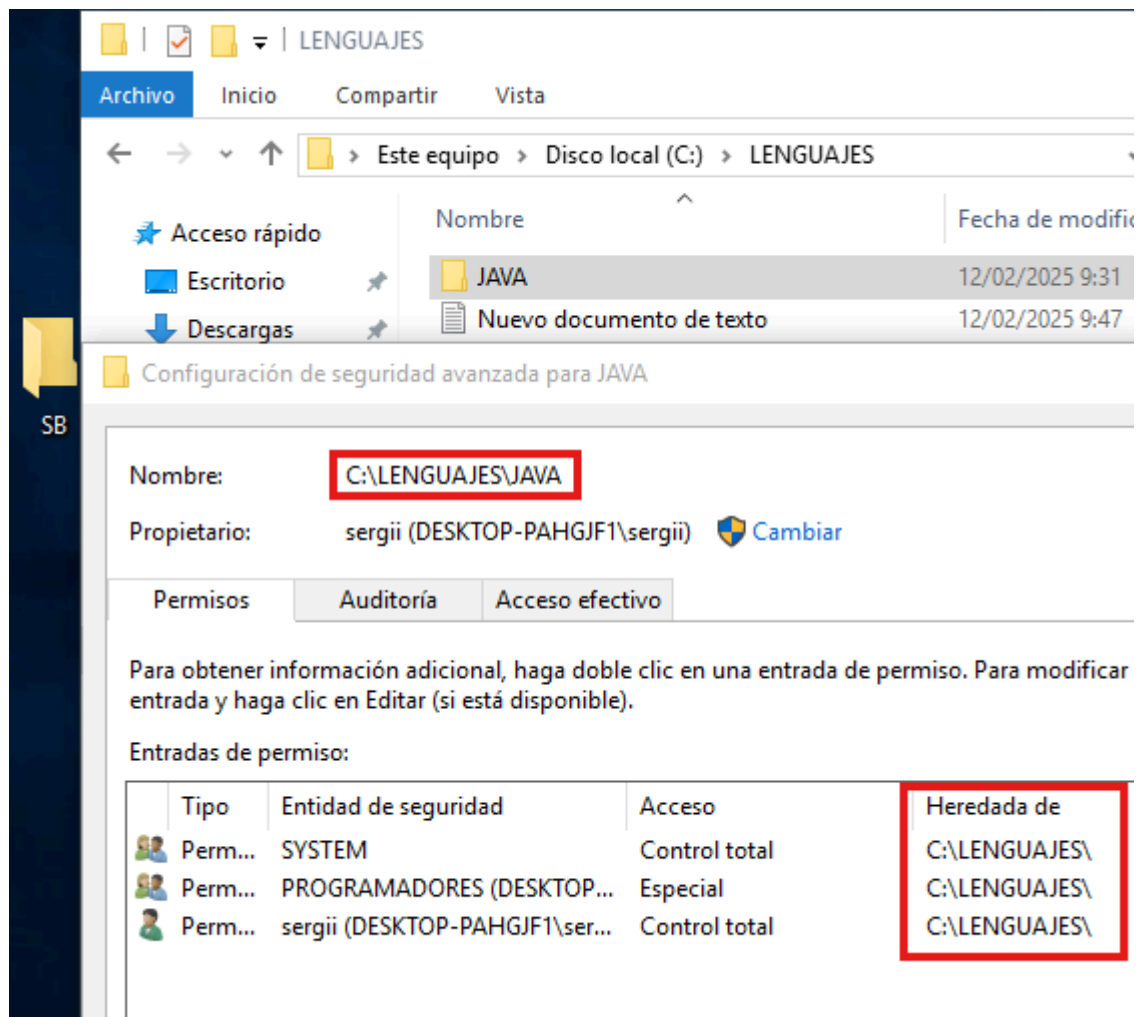 LENGUAJES
Archivo Inicio Compartir Vista
Este equipo > Disco local (C:) > LENGUAJES
Nombre Fecha de modific
Acceso rápido
JAVA 12/02/2025 9:31
Escritorio
Nuevo documento de texto 12/02/2025 9:47
Descargas
SB
Configuración de seguridad avanzada para JAVA
Nombre: C:\LENGUAJES\JAVA
Propietario: sergii (DESKTOP-PAHGJF1\sergii) Cambiar
Permisos Auditoría Acceso efectivo
Para obtener información adicional, haga doble clic en una entrada de permiso. Para modificar
entrada y haga clic en Editar (si está disponible).
Entradas de permiso:
Tipo Entidad de seguridad Acceso Heredada de
Perm... SYSTEM Control total C:\LENGUAJES\
Perm... PROGRAMADORES (DESKTOP... Especial C:\LENGUAJES\
Perm... sergii (DESKTOP-PAHGJF1\ser... Control total C:\LENGUAJES\